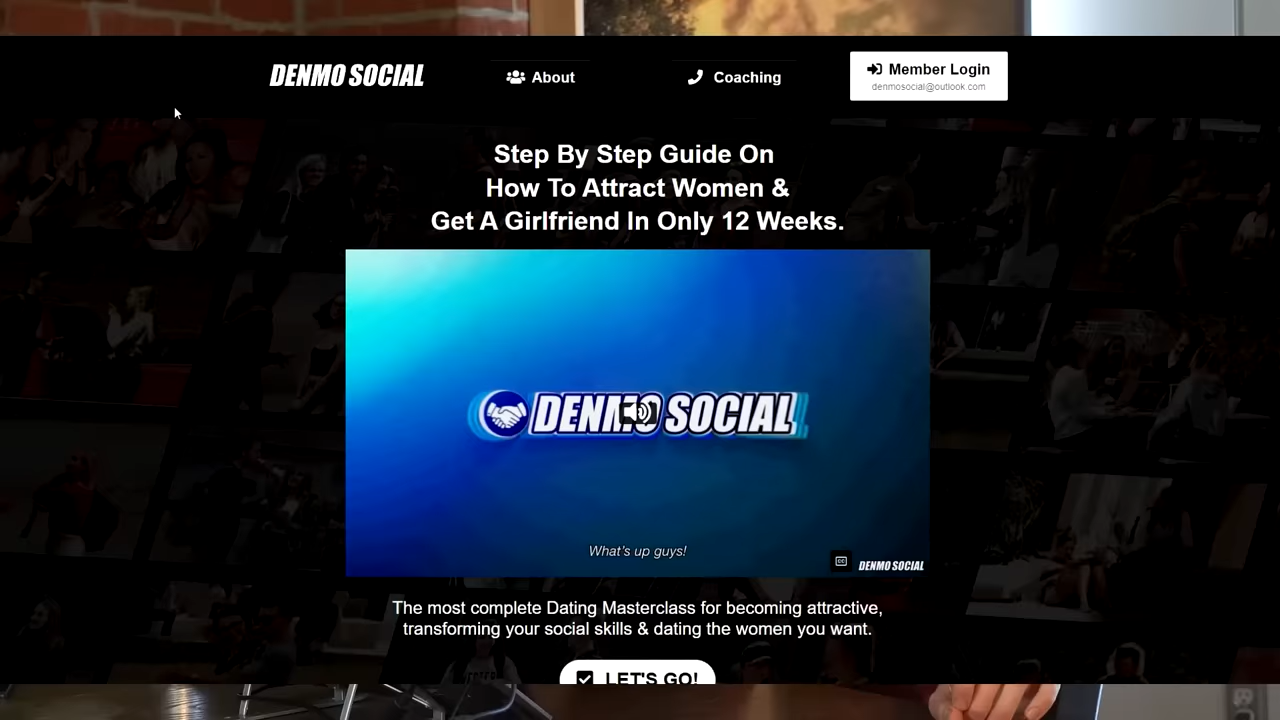 DENMO SOCIAL
About
Coaching
Member Login
denmosocial@outlook.com
Step By Step Guide On
How To Attract Women &
Get A Girlfriend In Only 12 Weeks.
DENMO SOCIAL
What's up guys!
CC
DENMO SOCIAL
The most complete Dating Masterclass for becoming attractive,
transforming your social skills & dating the women you want.
LET'S GO!